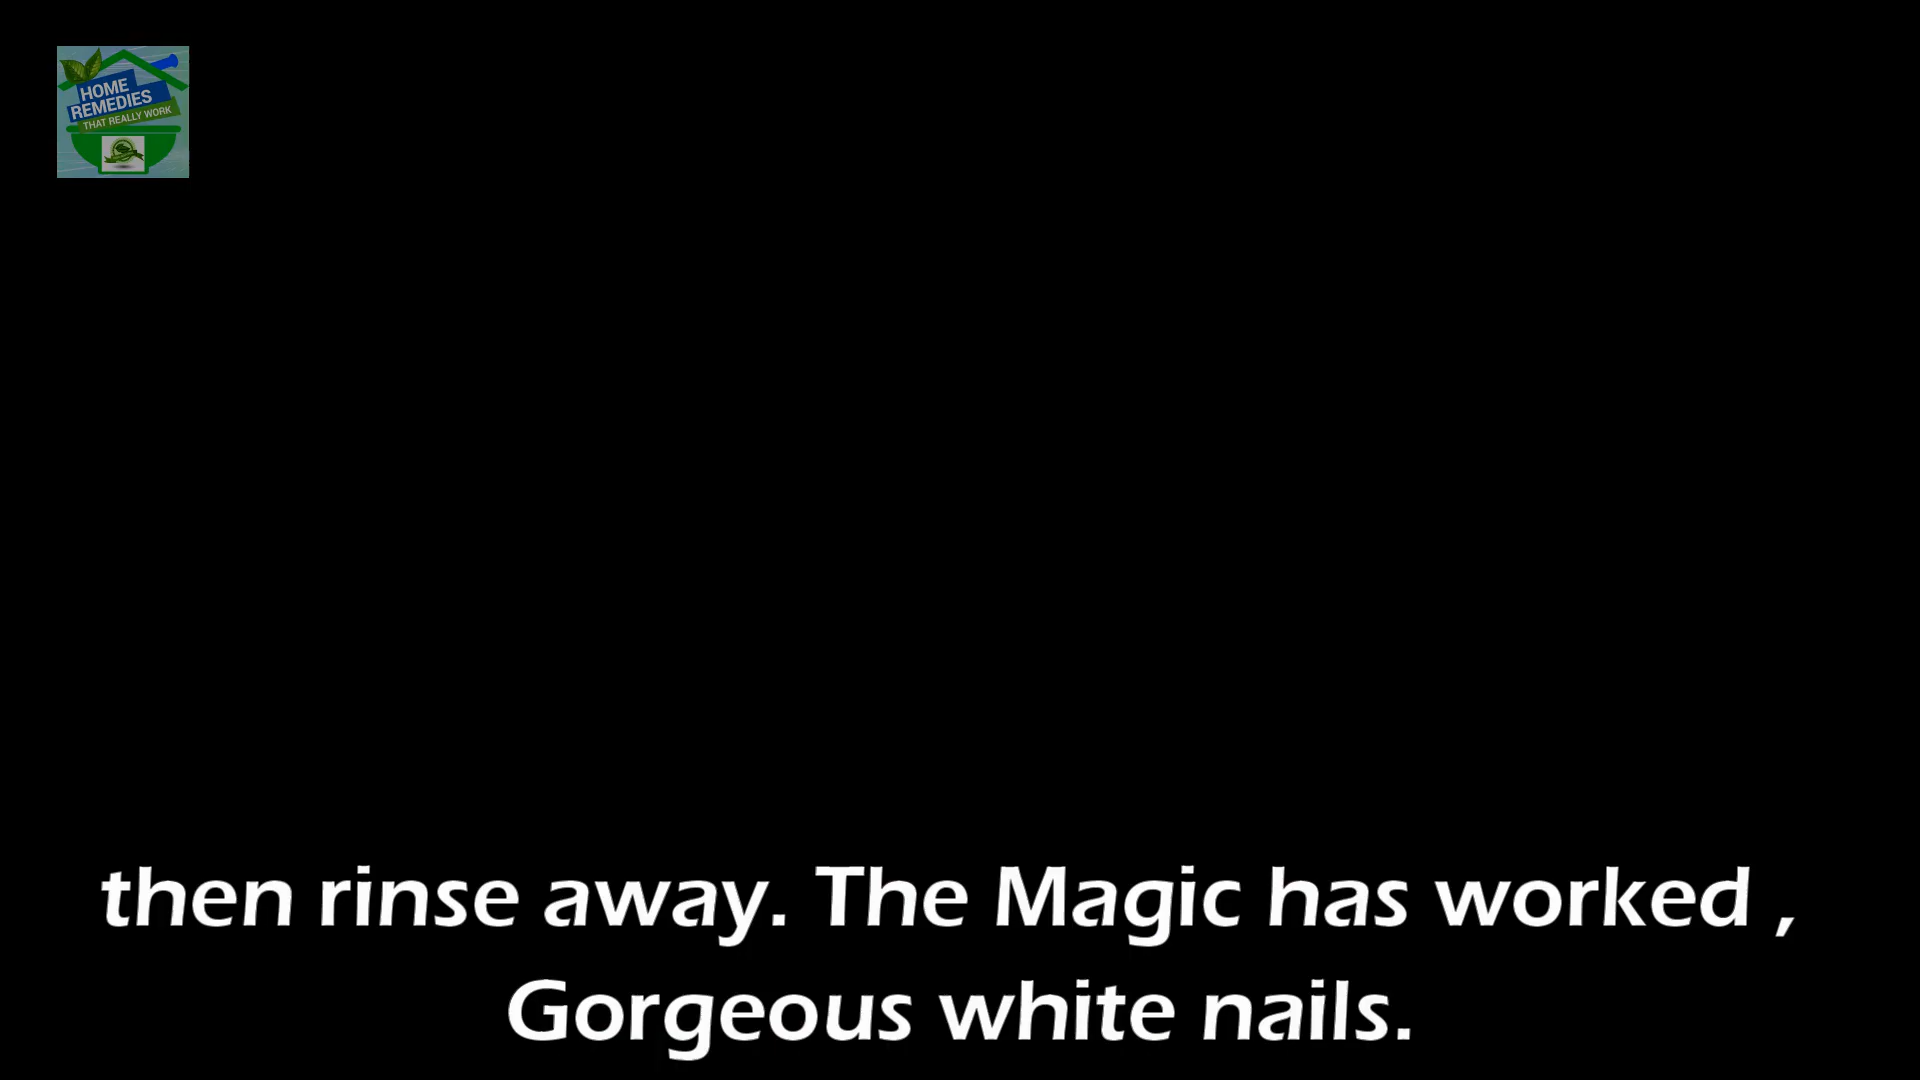 HOME
REMEDIES
THAT REALLY WORK
then rinse away. The Magic has worked ,
Gorgeous white nails.